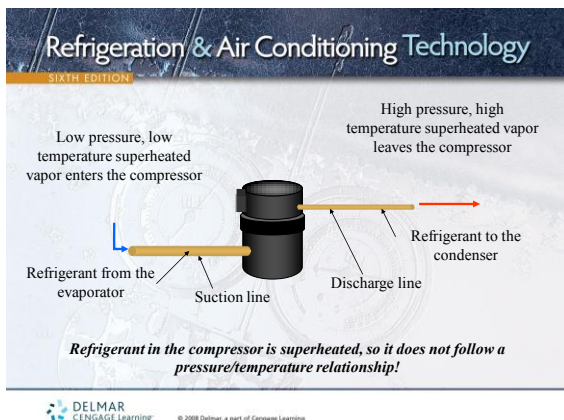 Refrigeration & Air Conditioning Technology
SIXTH EDITION
Low pressure, low
temperature superheated
vapor enters the compressor
High pressure, high
temperature superheated vapor
leaves the compressor
Refrigerant from the
evaporator
Suction line
Discharge line
Refrigerant to the
condenser
Refrigerant in the compressor is superheated, so it does not follow a
pressure/temperature relationship!
DELMAR
CENGAGE Learning
© 2008 Delmar, a part of Cengage Learning